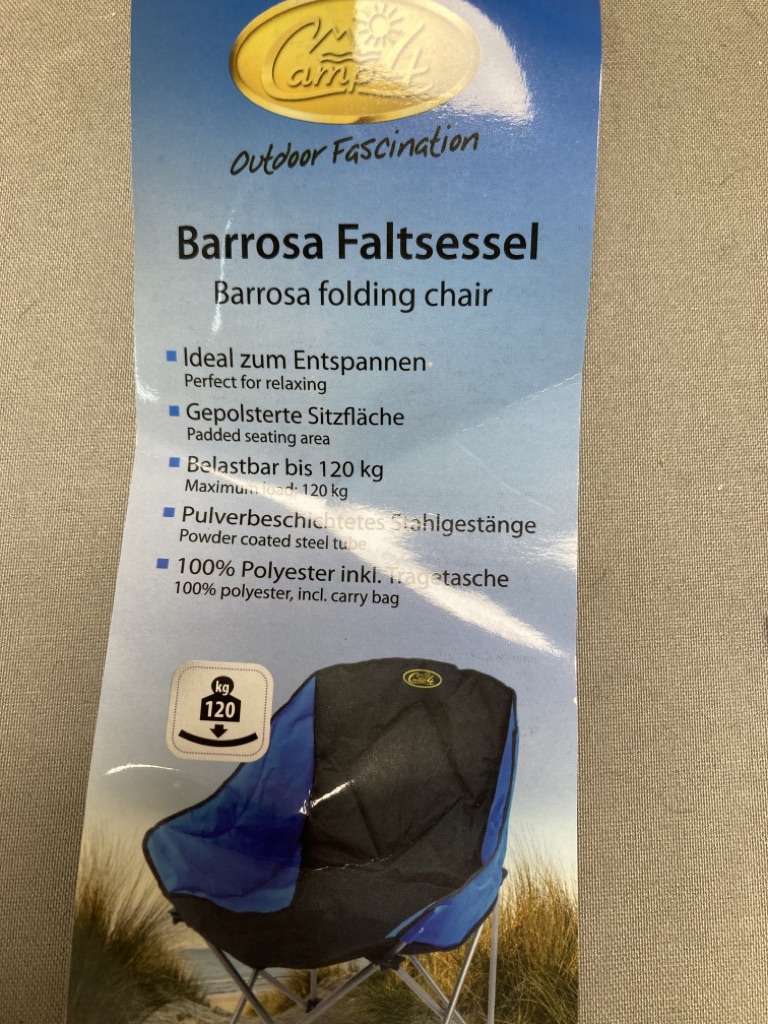 Camp4
Outdoor Fascination
Barrosa Faltsessel
Barrosa folding chair
Ideal zum Entspannen
Perfect for relaxing
Gepolsterte Sitzfläche
Padded seating area
Belastbar bis 120 kg
Maximum load: 120 kg
Pulverbeschichtetes Stahlgestänge
Powder coated steel tube
100% Polyester inkl. Tragetasche
100% polyester, incl. carry bag
kg
120
Camp4